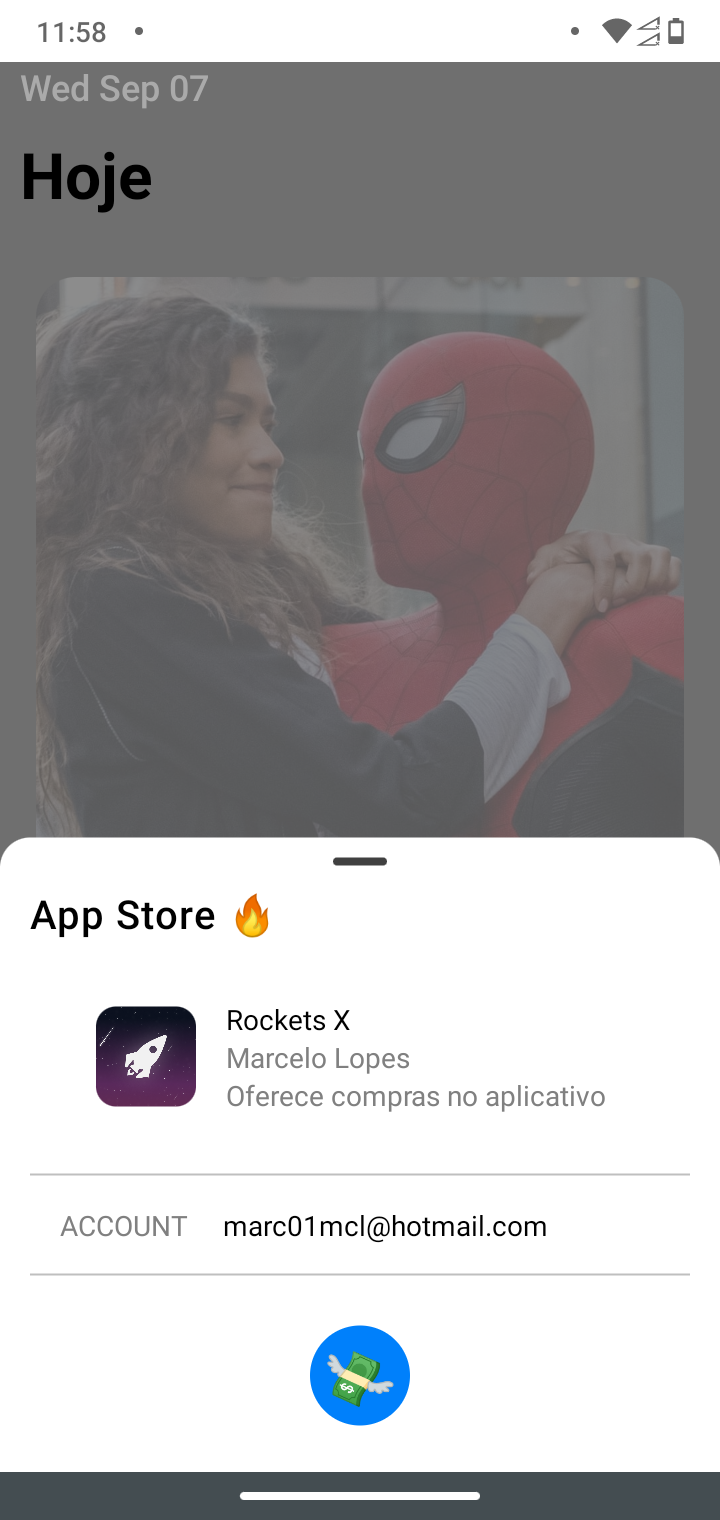 11:58
Wed Sep 07
Hoje
App Store 🔥
Rockets X
Marcelo Lopes
Oferece compras no aplicativo
ACCOUNT marc01mcl@hotmail.com